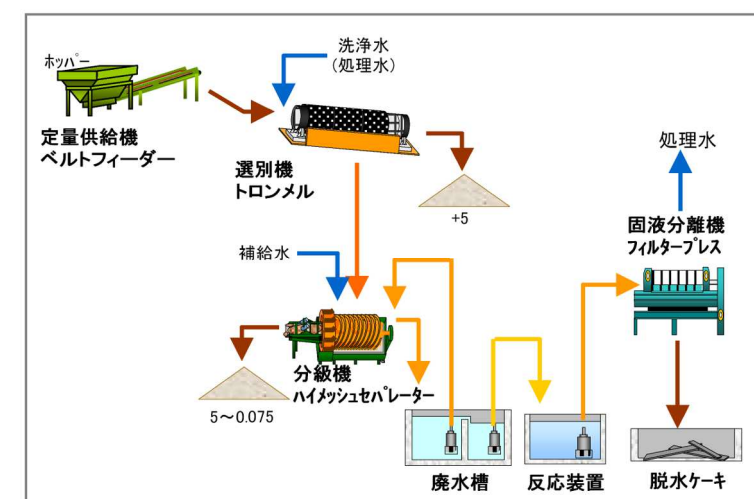 ホッパー
定量供給機
ベルトフィーダー
洗浄水
(処理水)
選別機
トロンメル
+5
補給水
分級機
ハイメッシュセパレーター
5～0.075
廃水槽
反応装置
処理水
固液分離機
フィルタープレス
脱水ケーキ